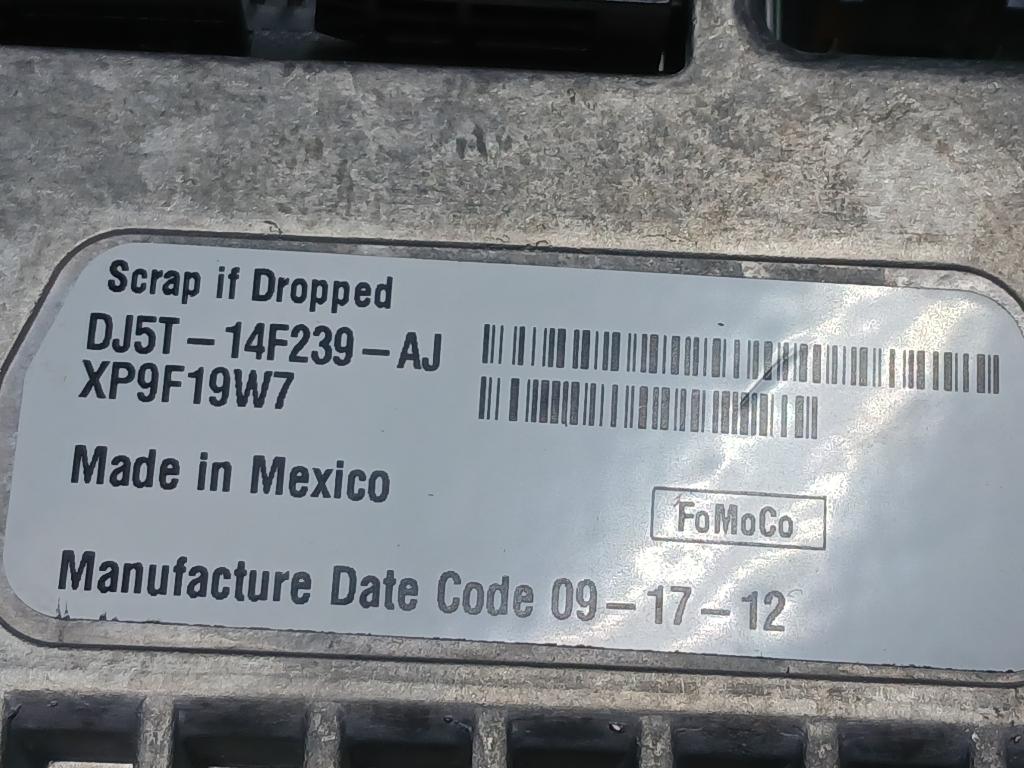 Scrap if Dropped
DJ5T-14F239-AJ
XP9F19W7
Made in Mexico
FoMoCo
Manufacture Date Code 09-17-12